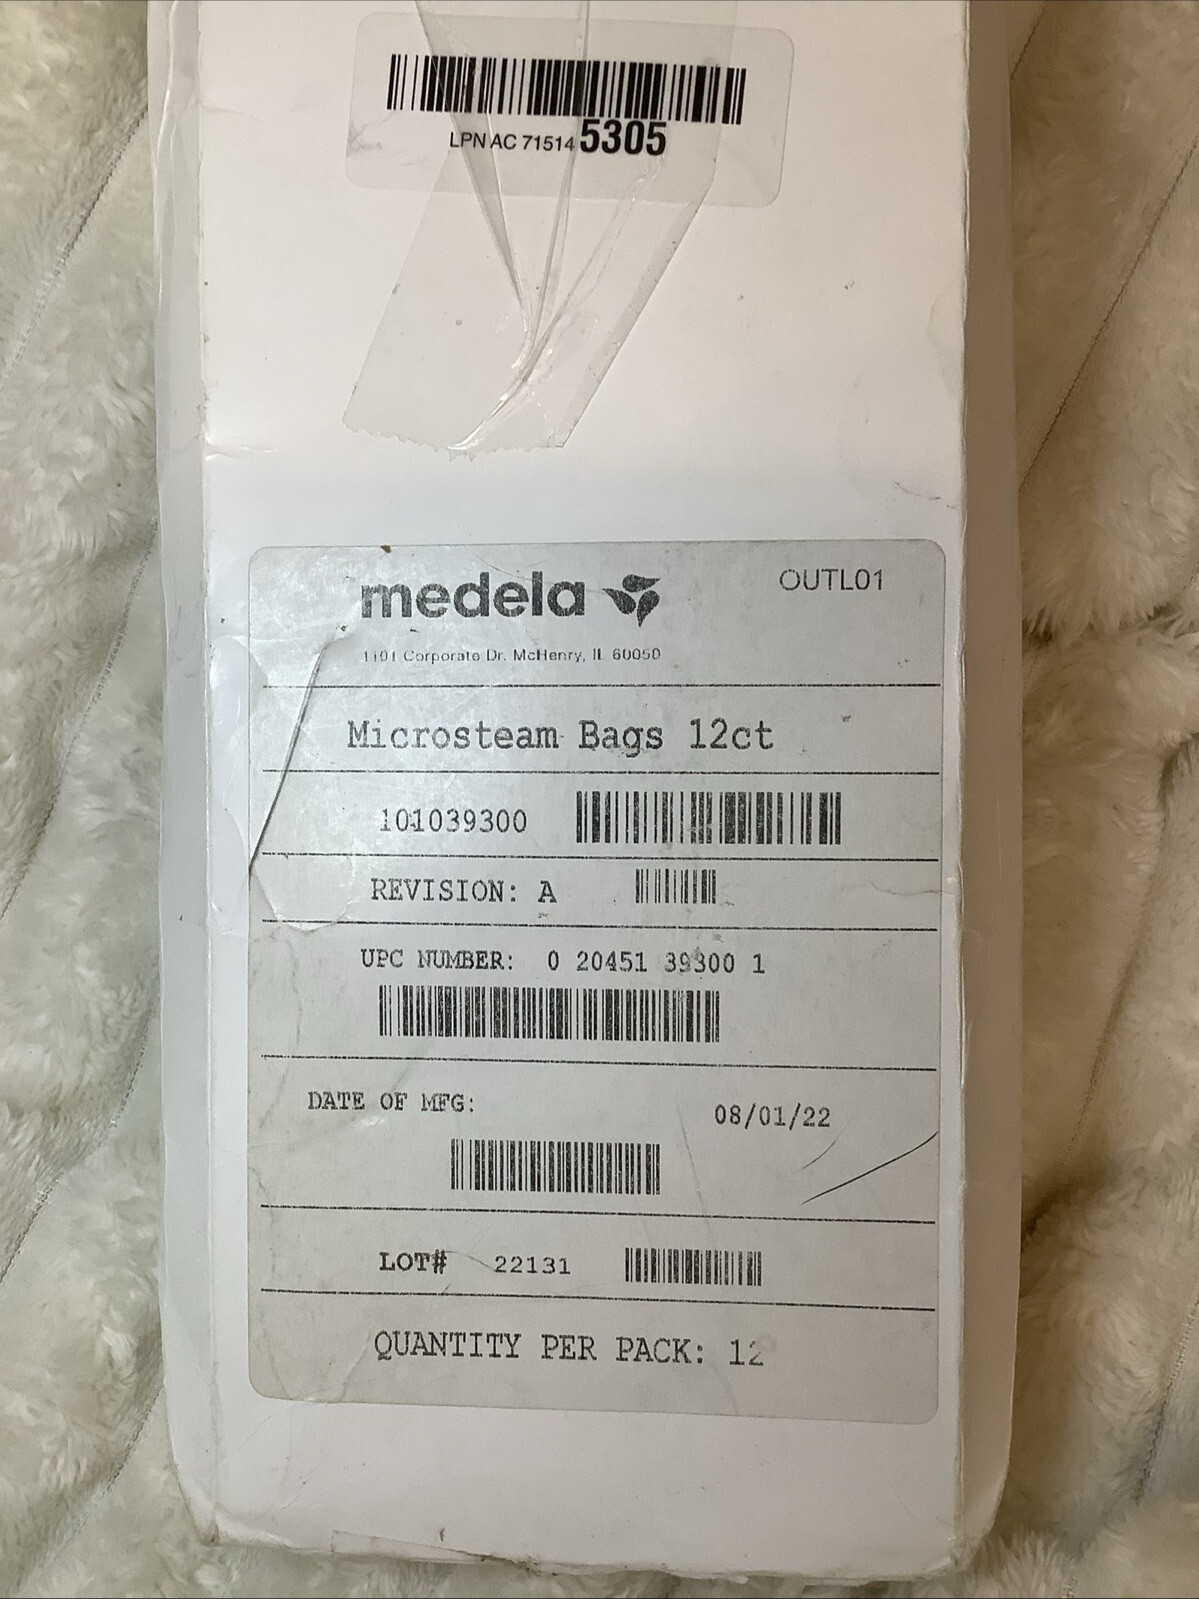 LPN AC 71514 5305
medela
OUTL01
1101 Corporate Dr. McHenry, IL 60050
Microsteam Bags 12ct
101039300
REVISION: A
UPC NUMBER: 0 20451 39300 1
DATE OF MFG: 08/01/22
LOT# 22131
QUANTITY PER PACK: 12